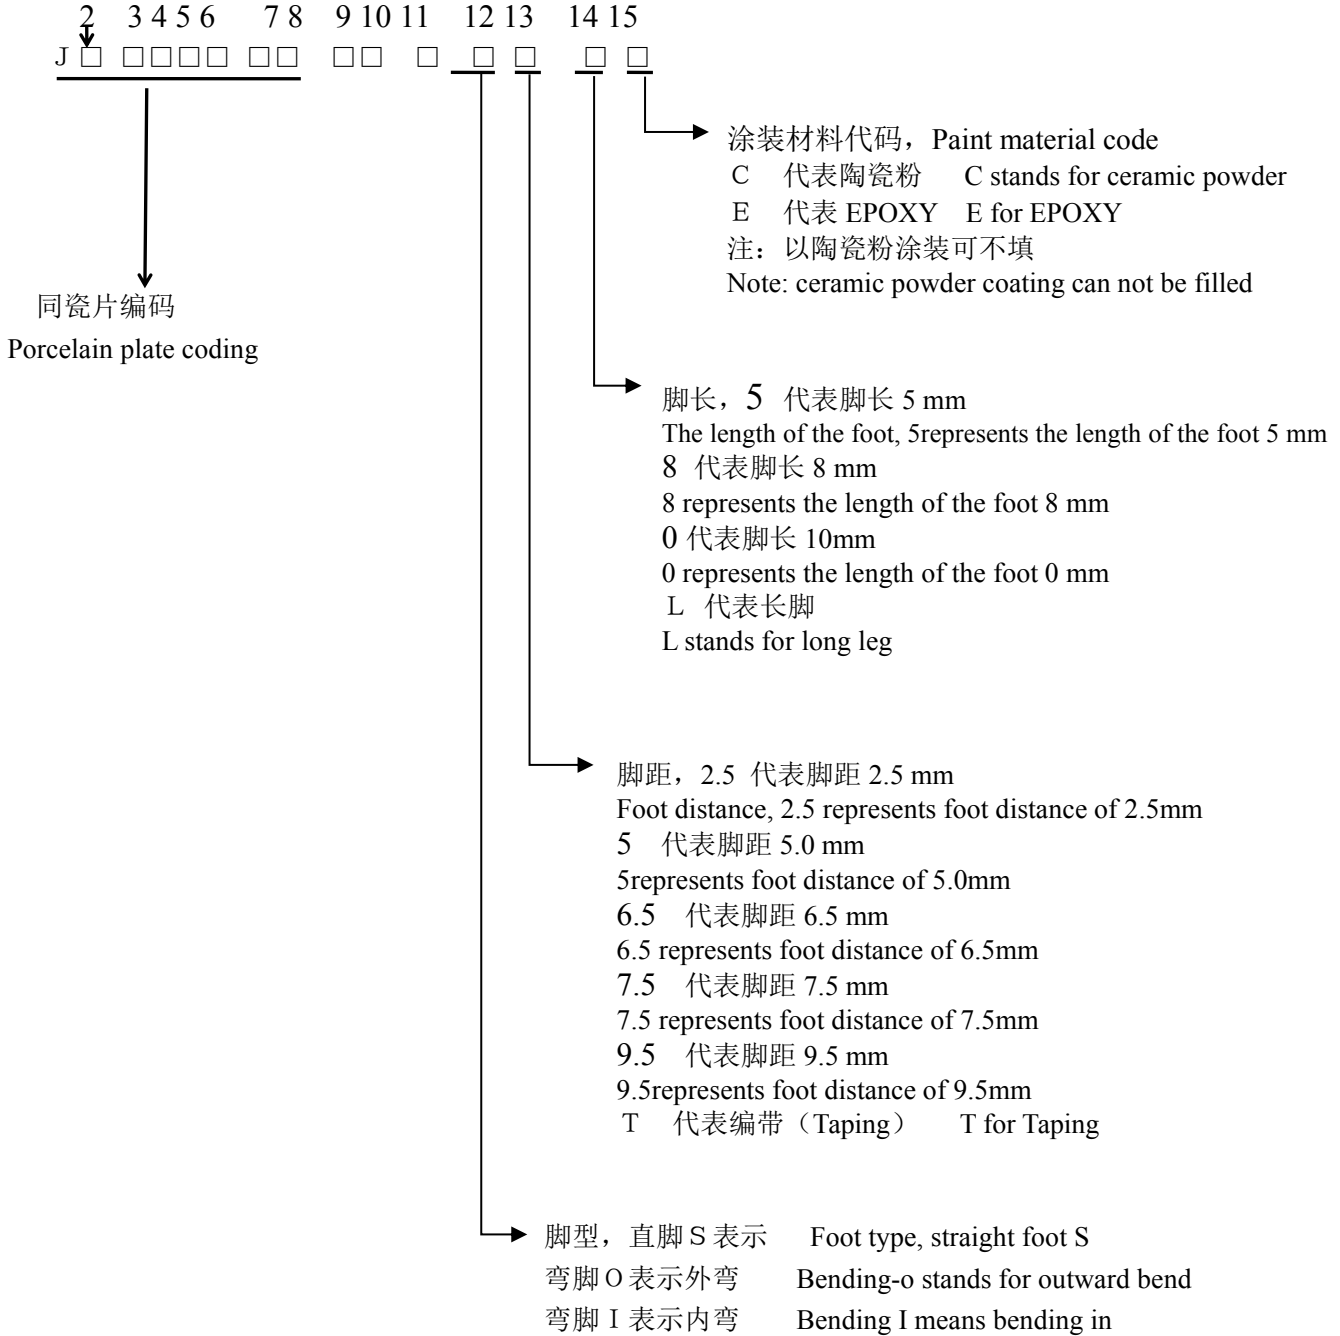 2 3 4 5 6 7 8 9 10 11 12 13 14 15
J □ □□□□ □□ □□ □ □ □ □ □
涂装材料代码，Paint material code
C 代表陶瓷粉 C stands for ceramic powder
E 代表 EPOXY E for EPOXY
注：以陶瓷粉涂装可不填
Note: ceramic powder coating can not be filled
同瓷片编码
Porcelain plate coding
脚长，5 代表脚长 5 mm
The length of the foot, 5represents the length of the foot 5 mm
8 代表脚长 8 mm
8 represents the length of the foot 8 mm
0 代表脚长 10mm
0 represents the length of the foot 0 mm
L 代表长脚
L stands for long leg
脚距，2.5 代表脚距 2.5 mm
Foot distance, 2.5 represents foot distance of 2.5mm
5 代表脚距 5.0 mm
5represents foot distance of 5.0mm
6.5 代表脚距 6.5 mm
6.5 represents foot distance of 6.5mm
7.5 代表脚距 7.5 mm
7.5 represents foot distance of 7.5mm
9.5 代表脚距 9.5 mm
9.5represents foot distance of 9.5mm
T 代表编带（Taping） T for Taping
脚型，直脚Ｓ表示 Foot type, straight foot S
弯脚Ｏ表示外弯 Bending-o stands for outward bend
弯脚Ｉ表示内弯 Bending I means bending in